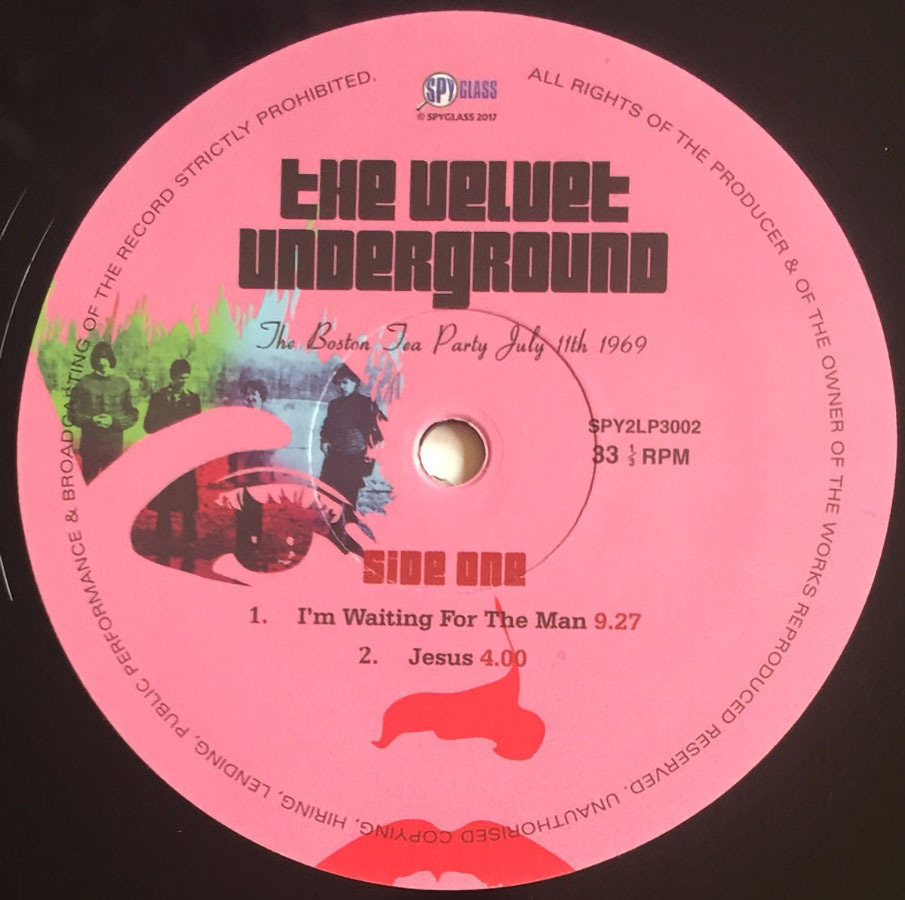 SPYGLASS
© SPYGLASS 2017
THE VELVET
UNDERGROUND
The Boston Tea Party July 11th 1969
SPY2LP3002
33 ⅓ RPM
SIDE ONE
1. I'm Waiting For The Man 9.27
2. Jesus 4.00
ALL RIGHTS OF THE PRODUCER & OF THE OWNER OF THE WORKS REPRODUCED RESERVED. UNAUTHORISED COPYING, HIRING, LENDING, PUBLIC PERFORMANCE & BROADCASTING OF THE RECORD STRICTLY PROHIBITED.